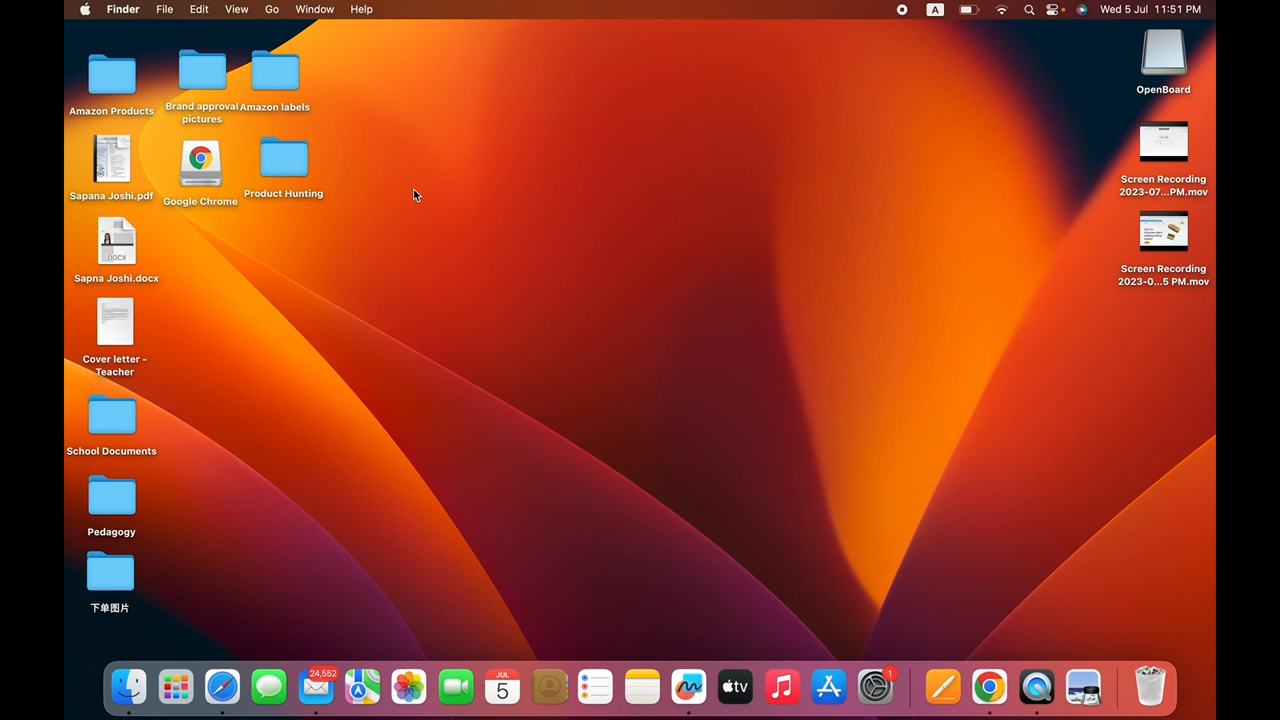 Finder File Edit View Go Window Help A Wed 5 Jul 11:51 PM
Amazon Products
Brand approval
pictures
Amazon labels
OpenBoard
Sapana Joshi.pdf
Google Chrome
Product Hunting
Screen Recording
2023-07...PM.mov
DOCX
Sapna Joshi.docx
Screen Recording
2023-0...5 PM.mov
Cover letter -
Teacher
School Documents
Pedagogy
下单图片
24,552
JUL
5
tv
1